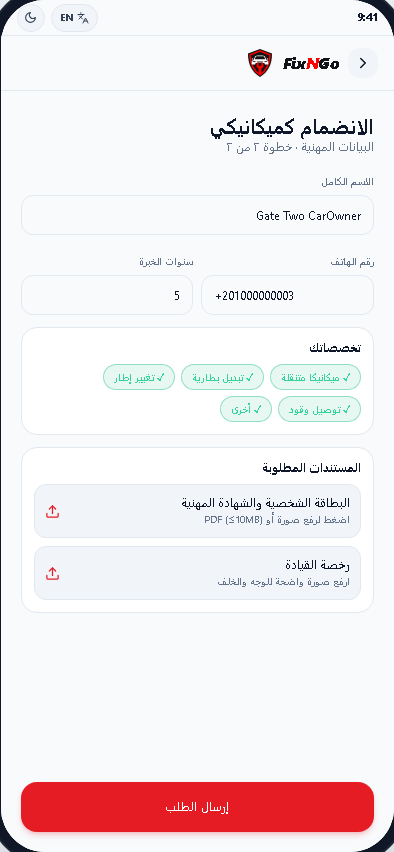 9:41
EN
FixNGo
الانضمام كميكانيكي
البيانات المهنية · خطوة ٢ من ٢
الاسم الكامل
Gate Two CarOwner
رقم الهاتف
سنوات الخبرة
+201000000003
5
تخصصاتك
✓ ميكانيكا متنقلة ✓ تبديل بطارية ✓ تغيير إطار
✓ توصيل وقود ✓ أخرى
المستندات المطلوبة
البطاقة الشخصية والشهادة المهنية
اضغط لرفع صورة أو PDF (≤10MB)
رخصة القيادة
ارفع صورة واضحة للوجه والخلف
إرسال الطلب